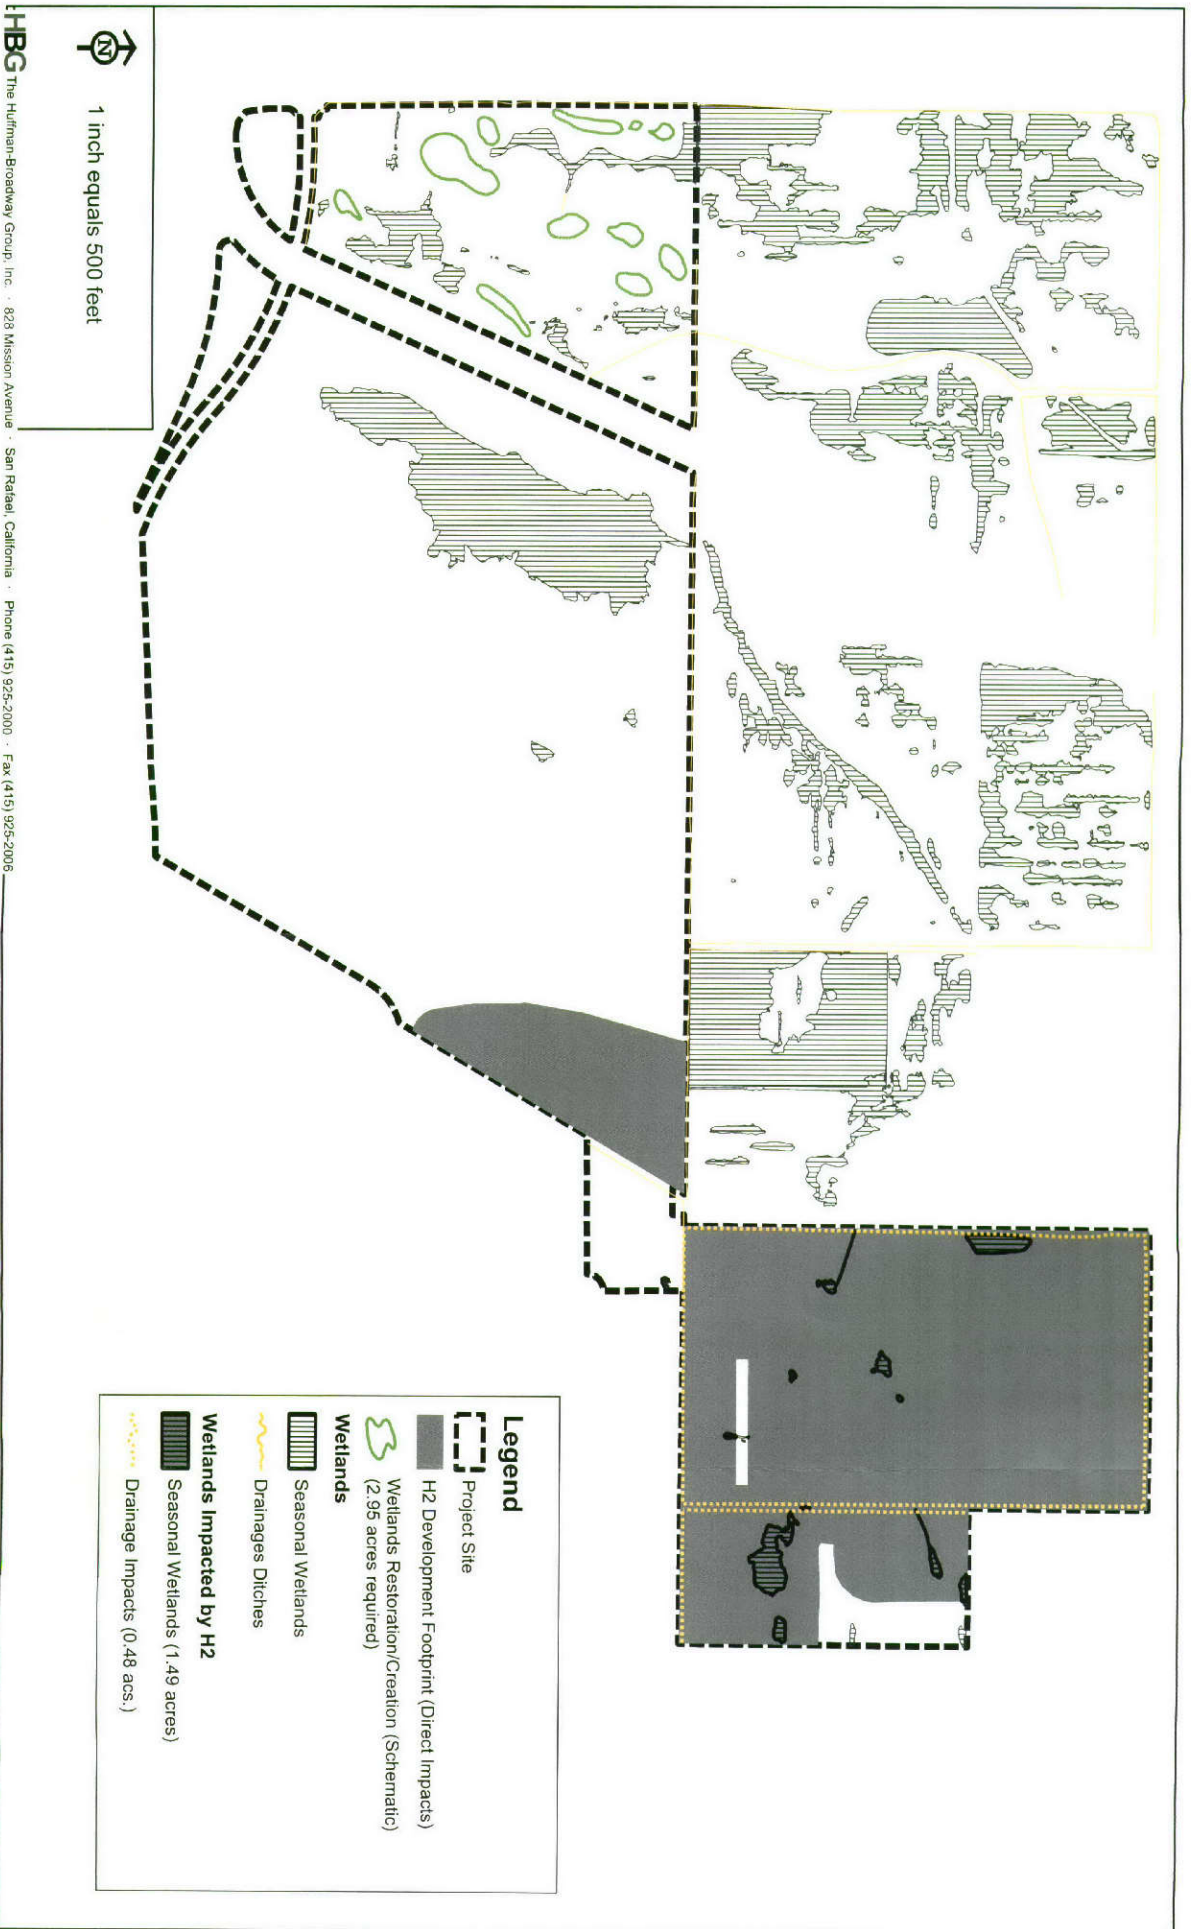 N
1 inch equals 500 feet
HBG The Huffman-Broadway Group, Inc. · 828 Mission Avenue · San Rafael, California · Phone (415) 925-2000 · Fax (415) 925-2006
Legend
Project Site
H2 Development Footprint (Direct Impacts)
Wetlands Restoration/Creation (Schematic)
(2.95 acres required)
Wetlands
Seasonal Wetlands
Drainages Ditches
Wetlands Impacted by H2
Seasonal Wetlands (1.49 acres)
Drainage Impacts (0.48 acs.)